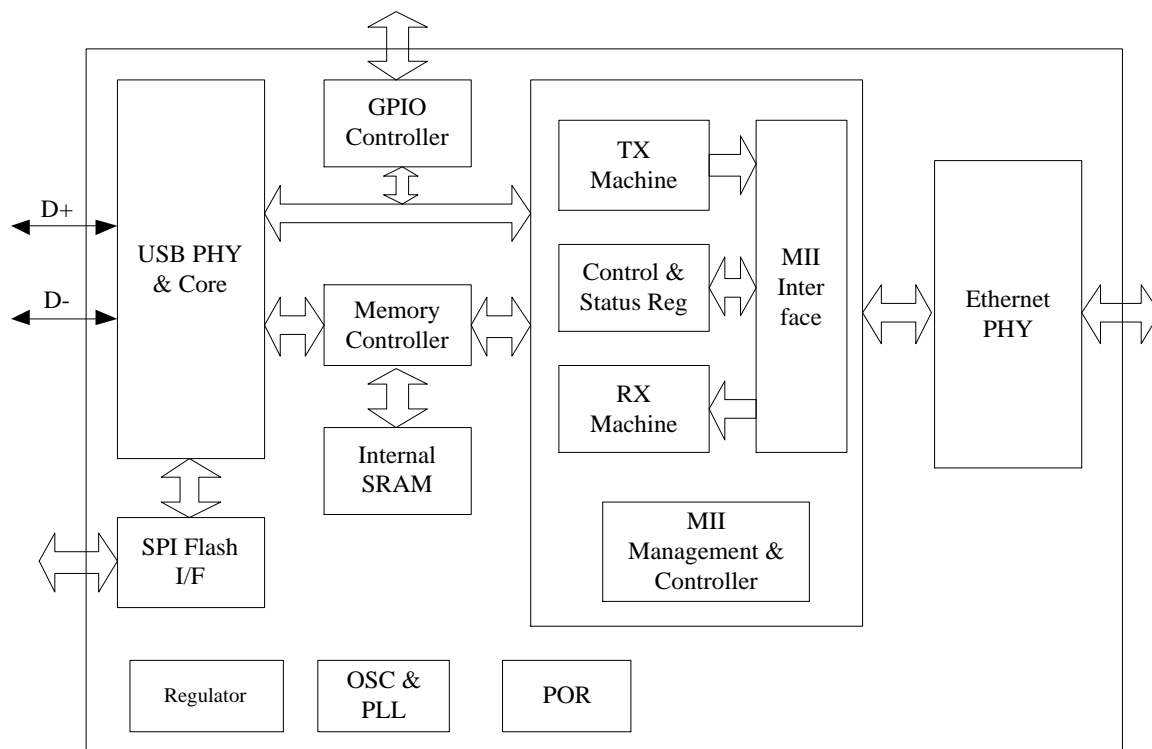 GPIO
Controller
TX
Machine
D+
USB PHY
& Core
D-
Control &
Status Reg
MII
Inter
face
Ethernet
PHY
Memory
Controller
RX
Machine
Internal
SRAM
MII
Management &
Controller
SPI Flash
I/F
Regulator
OSC &
PLL
POR